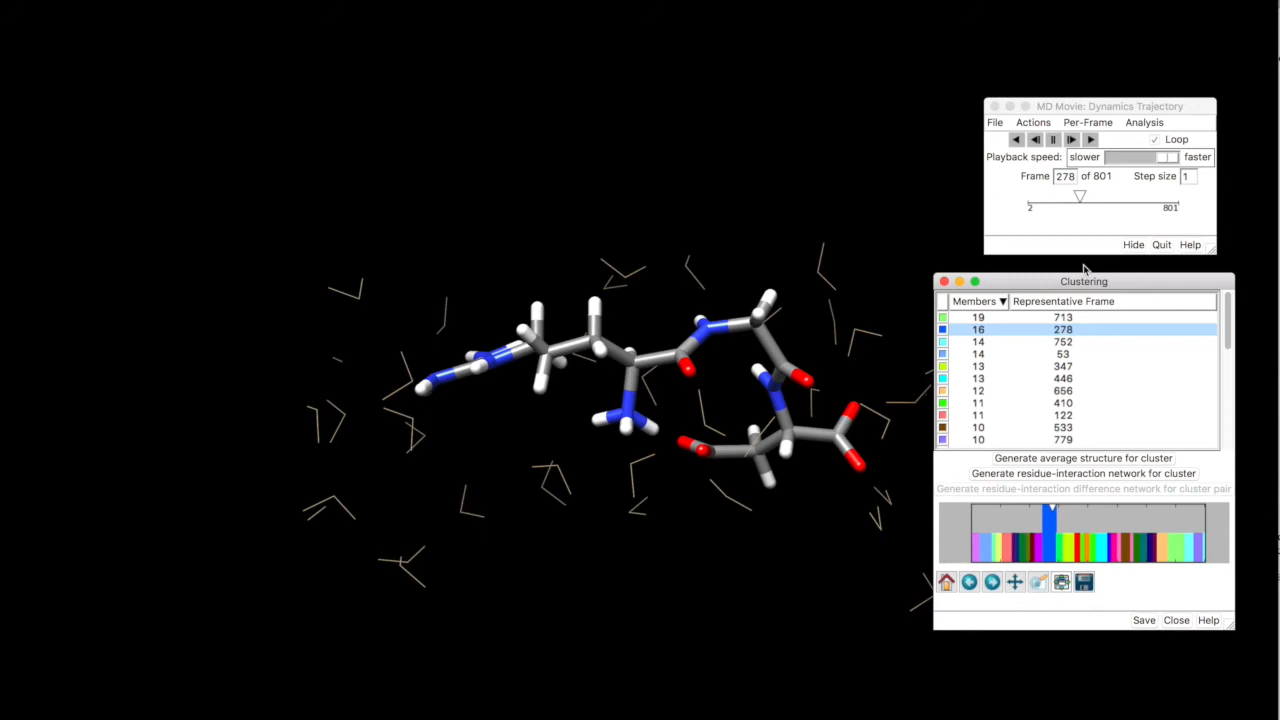 MD Movie: Dynamics Trajectory
File Actions Per-Frame Analysis
Loop
Playback speed: slower faster
Frame 278 of 801 Step size 1
2 801
Hide Quit Help
Clustering
Members ▼ Representative Frame
19 713
16 278
14 752
14 53
13 347
13 446
12 656
11 410
11 122
10 533
10 779
Generate average structure for cluster
Generate residue-interaction network for cluster
Generate residue-interaction difference network for cluster pair
Save Close Help